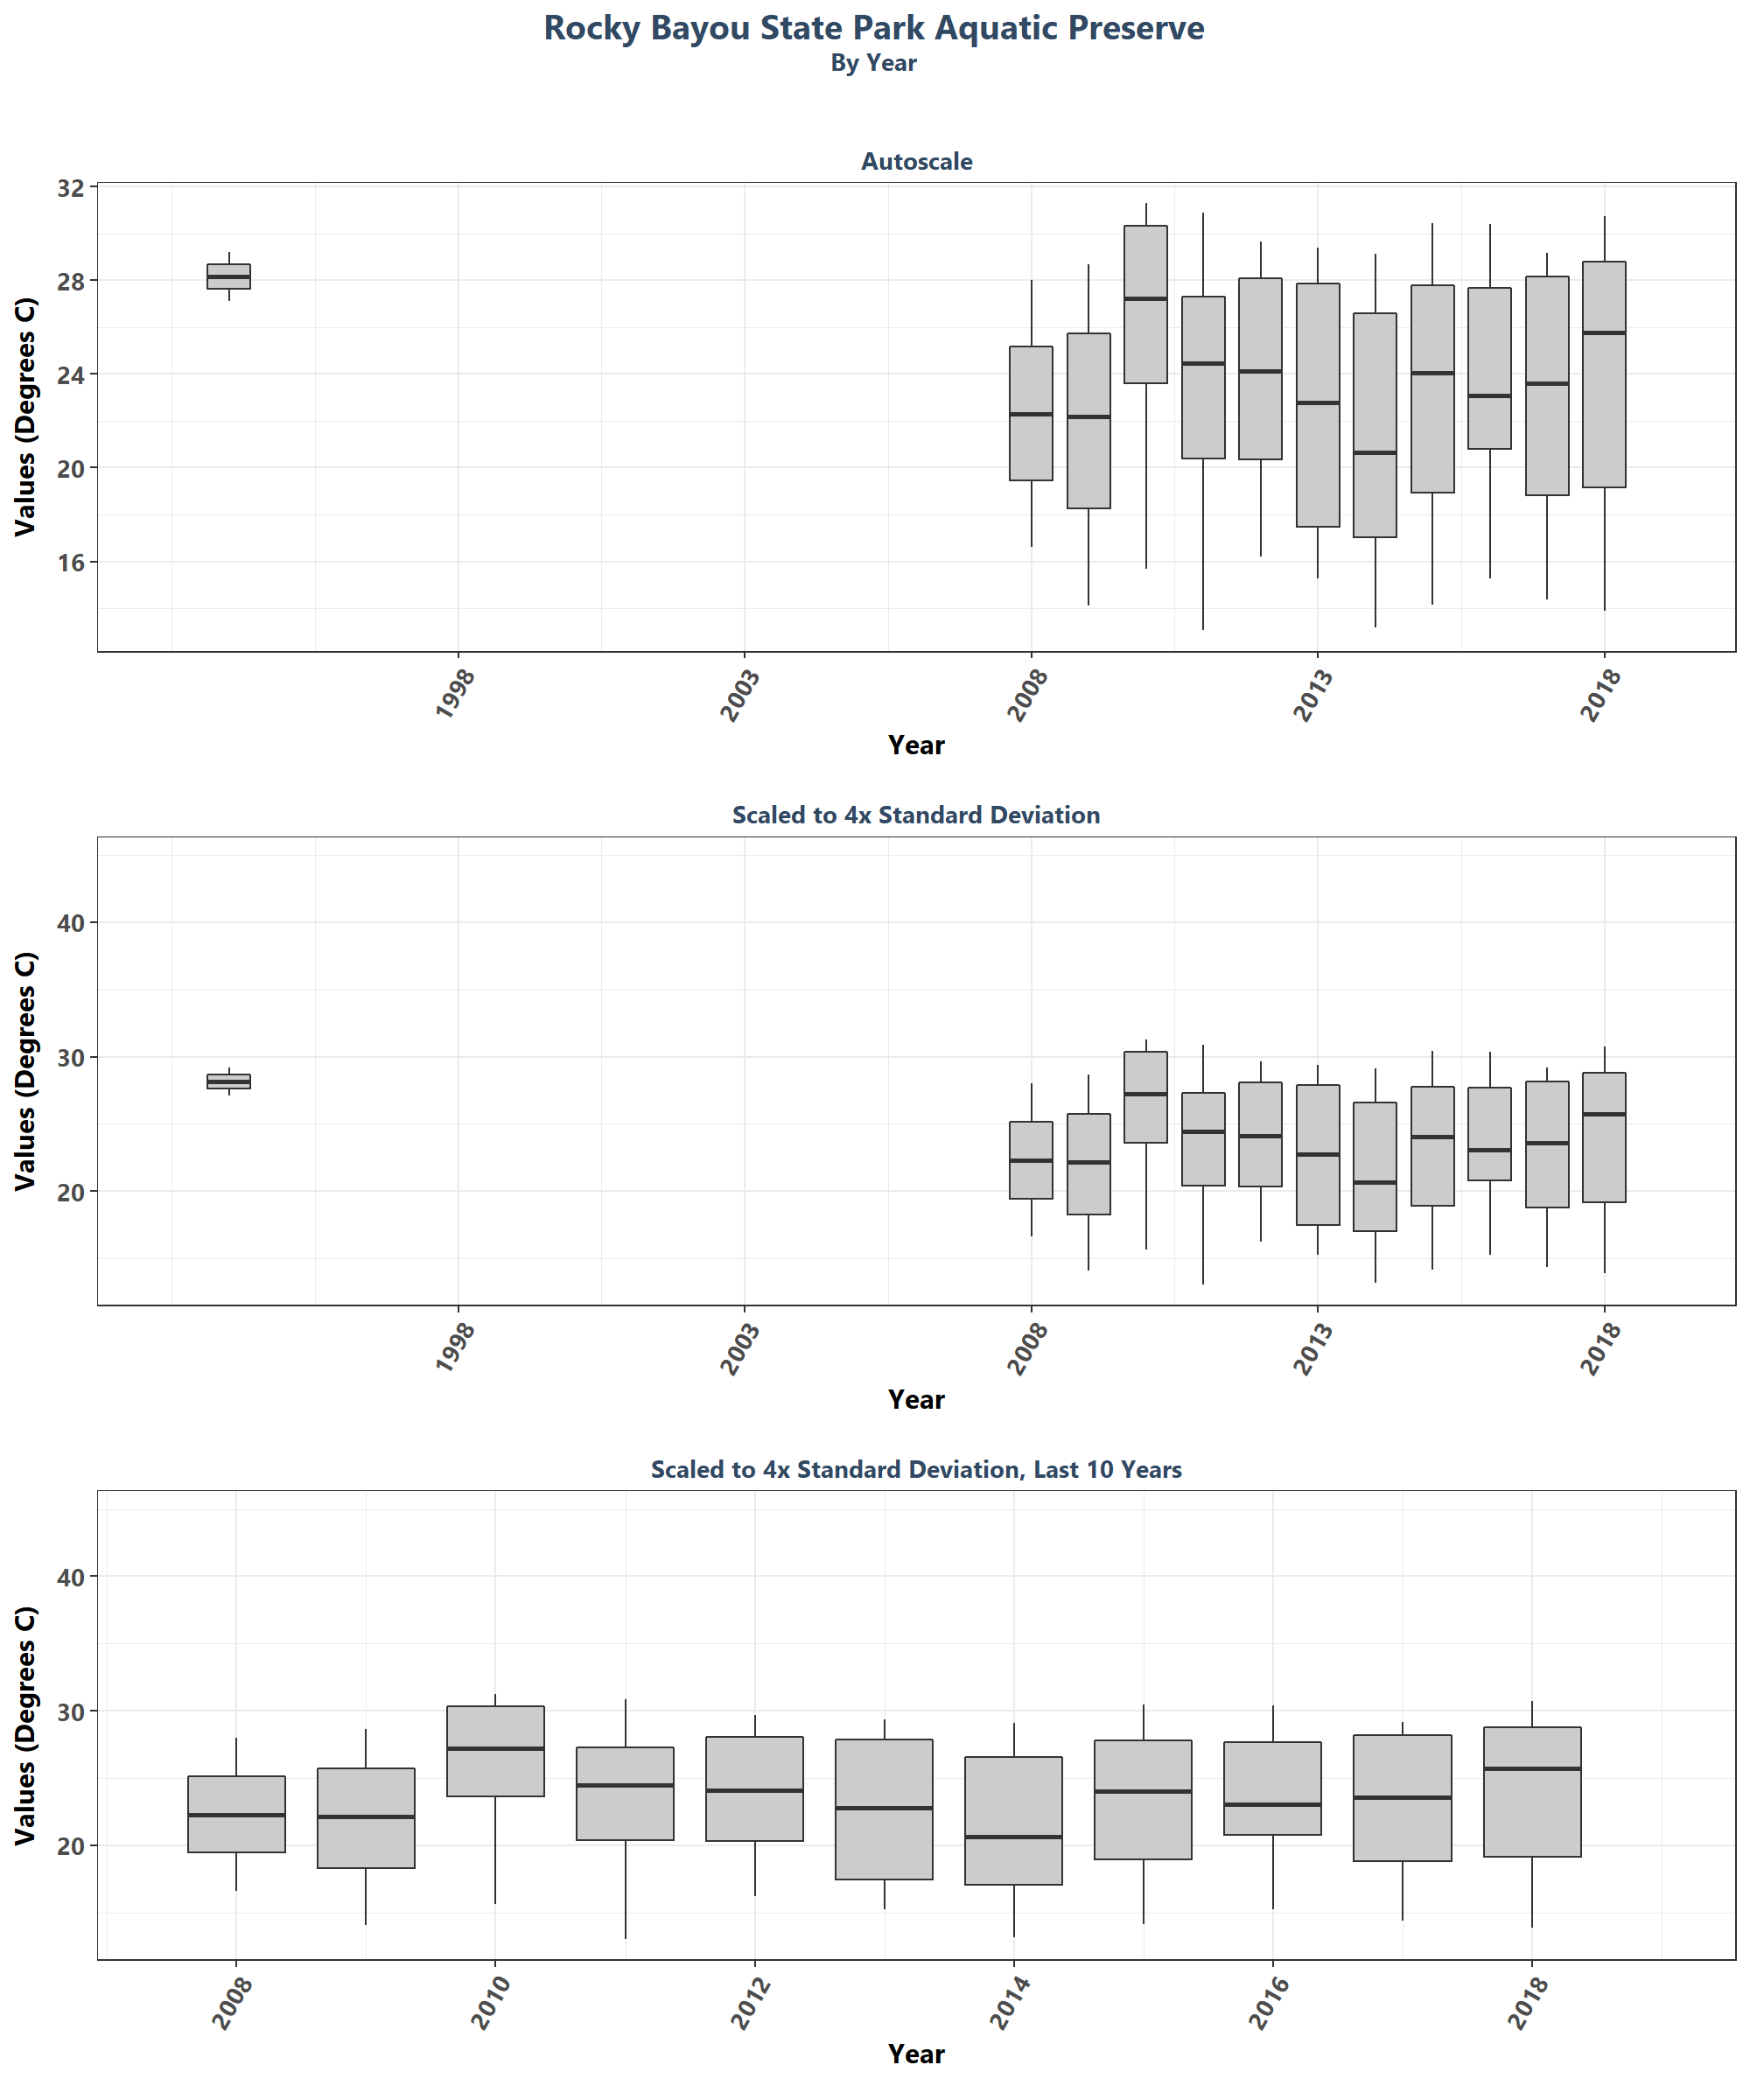 Rocky Bayou State Park Aquatic Preserve
By Year
Autoscale
32
28
24
20
16
Values (Degrees C)
1998
2003
2008
2013
2018
Year
Scaled to 4x Standard Deviation
40
30
20
Values (Degrees C)
1998
2003
2008
2013
2018
Year
Scaled to 4x Standard Deviation, Last 10 Years
40
30
20
Values (Degrees C)
2008
2010
2012
2014
2016
2018
Year